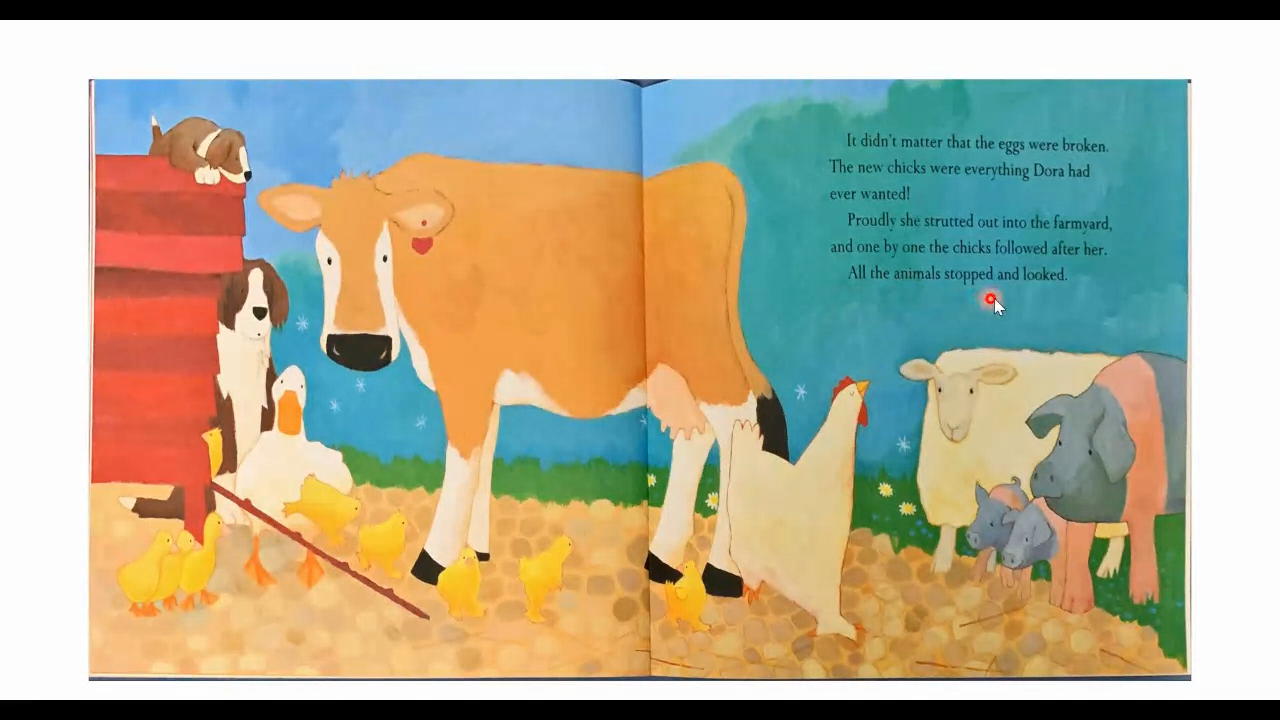 It didn't matter that the eggs were broken.
The new chicks were everything Dora had
ever wanted!
Proudly she strutted out into the farmyard,
and one by one the chicks followed after her.
All the animals stopped and looked.